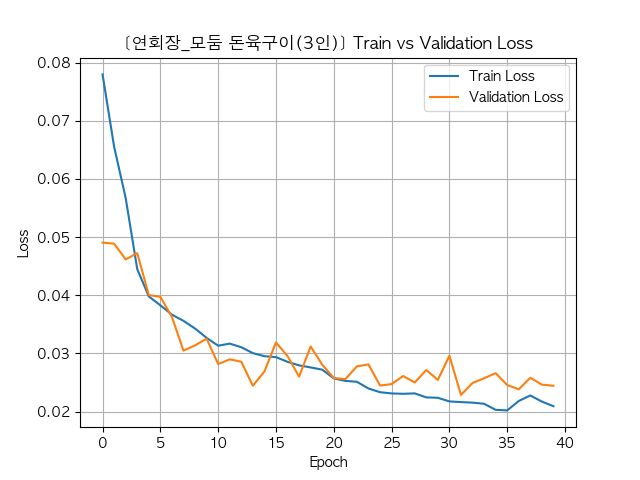 [연회장_모둠 돈육구이(3인)] Train vs Validation Loss
Train Loss
Validation Loss
Loss
0.08
0.07
0.06
0.05
0.04
0.03
0.02
0 5 10 15 20 25 30 35 40
Epoch